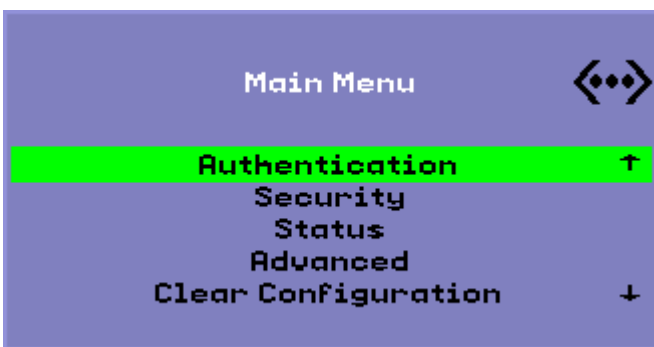 Main Menu
Authentication
Security
Status
Advanced
Clear Configuration